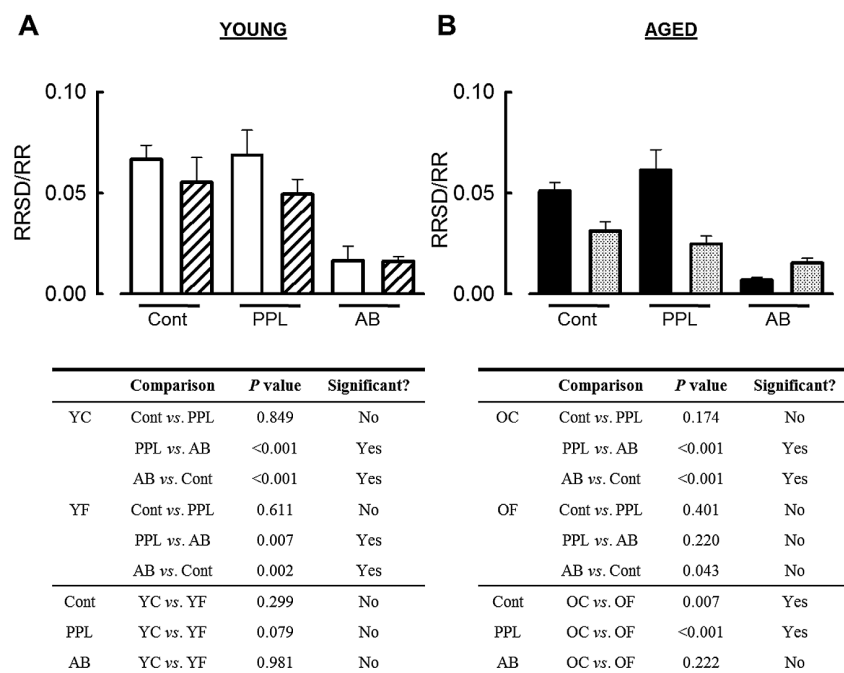 A YOUNG
B AGED
0.10
0.05
0.00
RRSD/RR
Cont PPL AB
0.10
0.05
0.00
RRSD/RR
Cont PPL AB
Comparison P value Significant?
YC Cont vs. PPL 0.849 No
PPL vs. AB <0.001 Yes
AB vs. Cont <0.001 Yes
YF Cont vs. PPL 0.611 No
PPL vs. AB 0.007 Yes
AB vs. Cont 0.002 Yes
Cont YC vs. YF 0.299 No
PPL YC vs. YF 0.079 No
AB YC vs. YF 0.981 No
Comparison P value Significant?
OC Cont vs. PPL 0.174 No
PPL vs. AB <0.001 Yes
AB vs. Cont <0.001 Yes
OF Cont vs. PPL 0.401 No
PPL vs. AB 0.220 No
AB vs. Cont 0.043 No
Cont OC vs. OF 0.007 Yes
PPL OC vs. OF <0.001 Yes
AB OC vs. OF 0.222 No